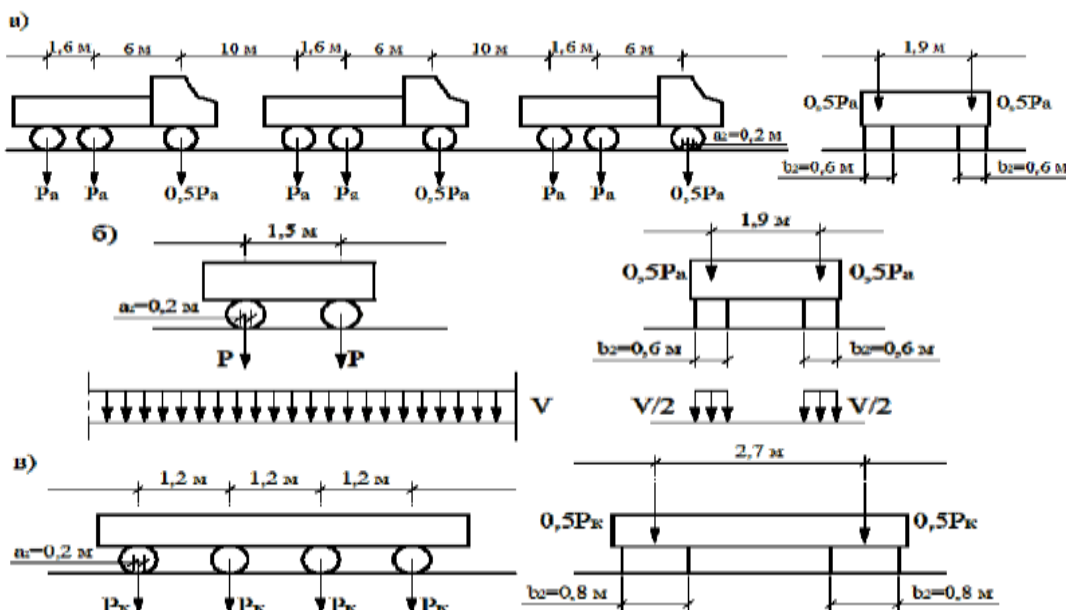 а)
1,6 м 6 м 10 м 1,6 м 6 м 10 м 1,6 м 6 м 1,9 м
0,5Pa 0,5Pa
a₂=0,2 м
Pa Pa 0,5Pa Pa Pa 0,5Pa Pa Pa 0,5Pa
b₂=0,6 м b₂=0,6 м
б)
1,5 м 1,9 м
0,5Pa 0,5Pa
a₂=0,2 м
P P
b₂=0,6 м b₂=0,6 м
V V/2 V/2
в)
1,2 м 1,2 м 1,2 м 2,7 м
0,5Pк 0,5Pк
a₂=0,2 м
Pк Pк Pк Pк
b₂=0,8 м b₂=0,8 м